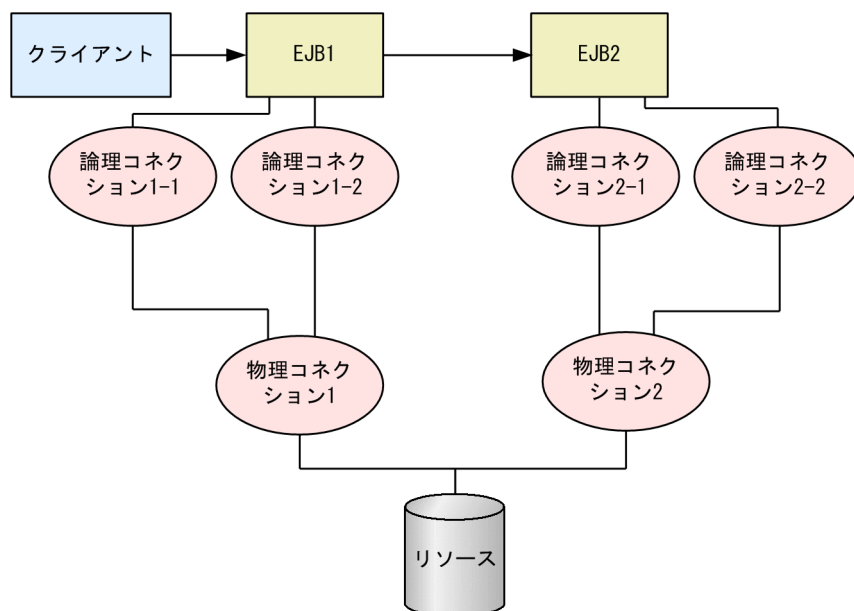 クライアント
EJB1
EJB2
論理コネク
ション1-1
論理コネク
ション1-2
論理コネク
ション2-1
論理コネク
ション2-2
物理コネク
ション1
物理コネク
ション2
リソース